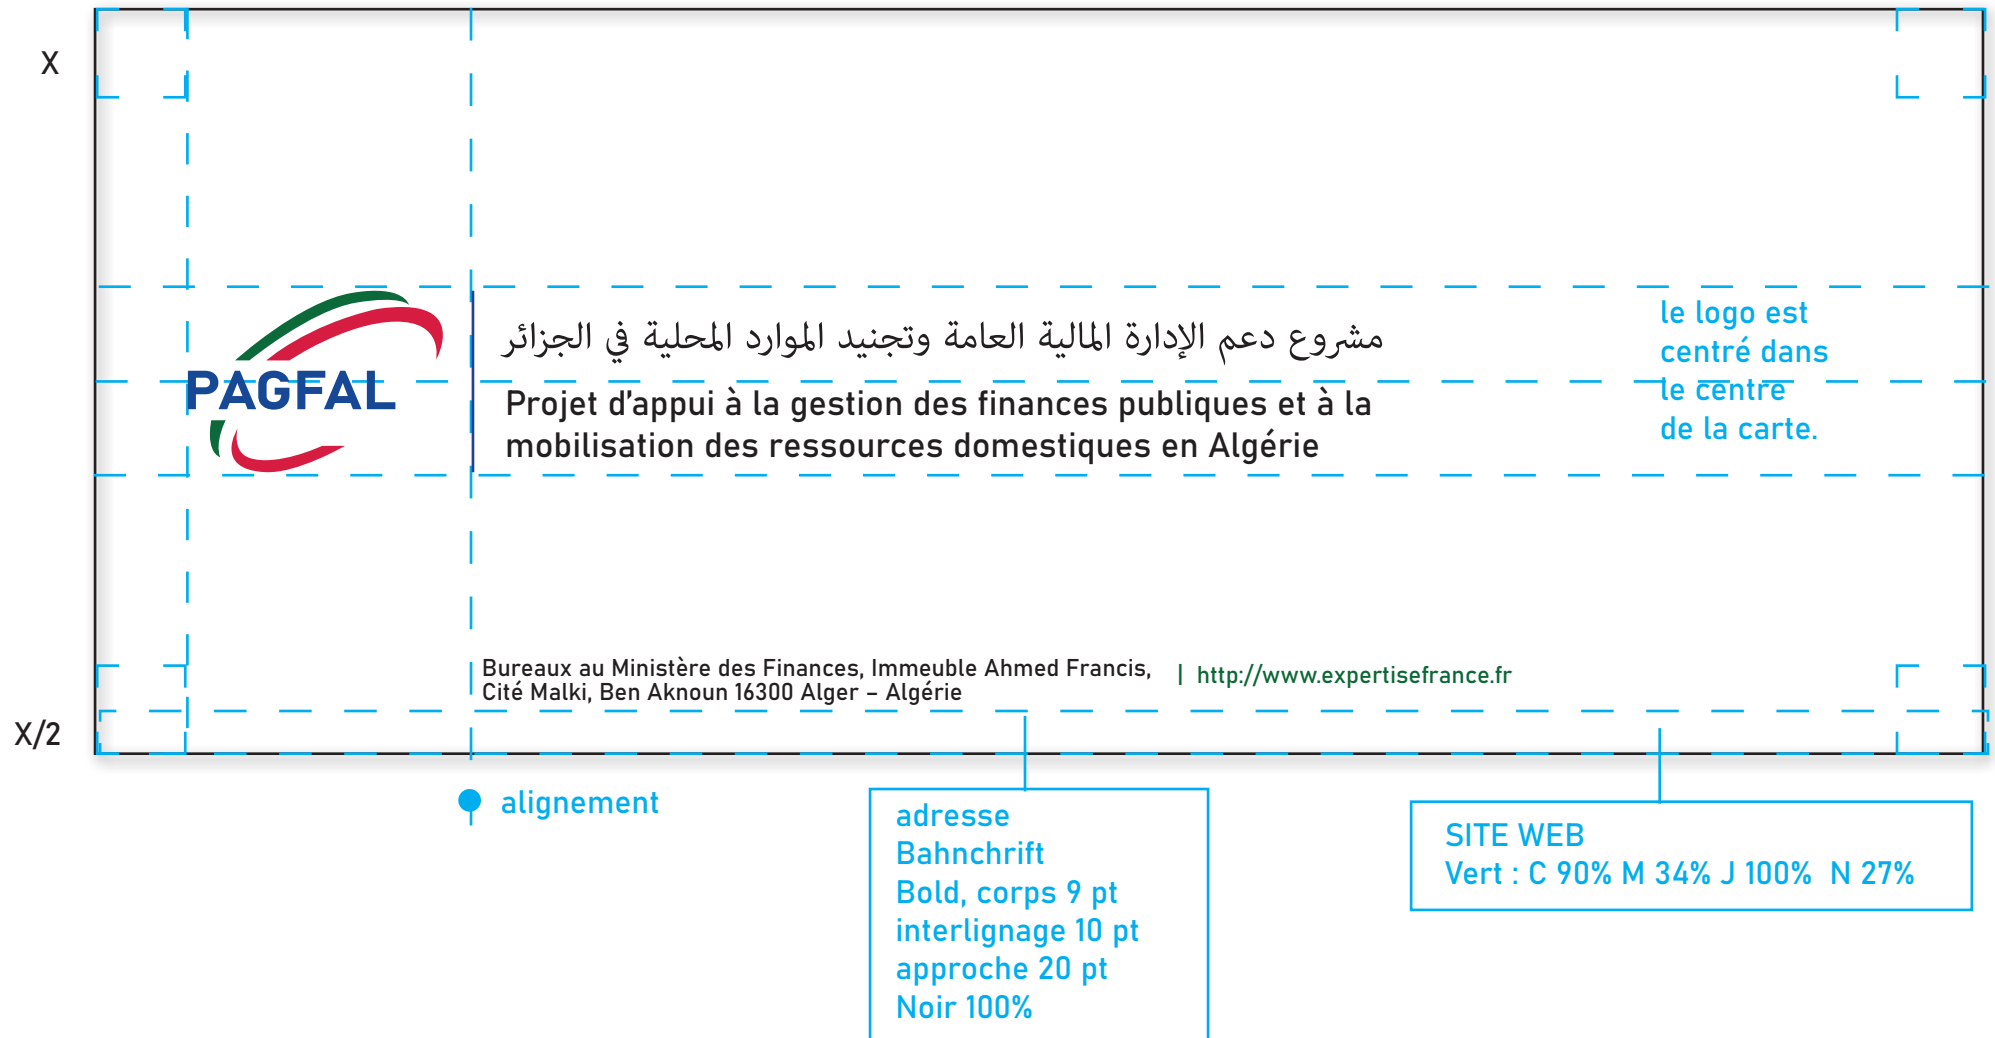 X
مشروع دعم الإدارة المالية العامة وتجنيد الموارد المحلية في الجزائر
PAGFAL
Projet d'appui à la gestion des finances publiques et à la
mobilisation des ressources domestiques en Algérie
le logo est
centré dans
le centre
de la carte.
Bureaux au Ministère des Finances, Immeuble Ahmed Francis,
Cité Malki, Ben Aknoun 16300 Alger – Algérie
| http://www.expertisefrance.fr
X/2
alignement
adresse
Bahnchrift
Bold, corps 9 pt
interlignage 10 pt
approche 20 pt
Noir 100%
SITE WEB
Vert : C 90% M 34% J 100% N 27%